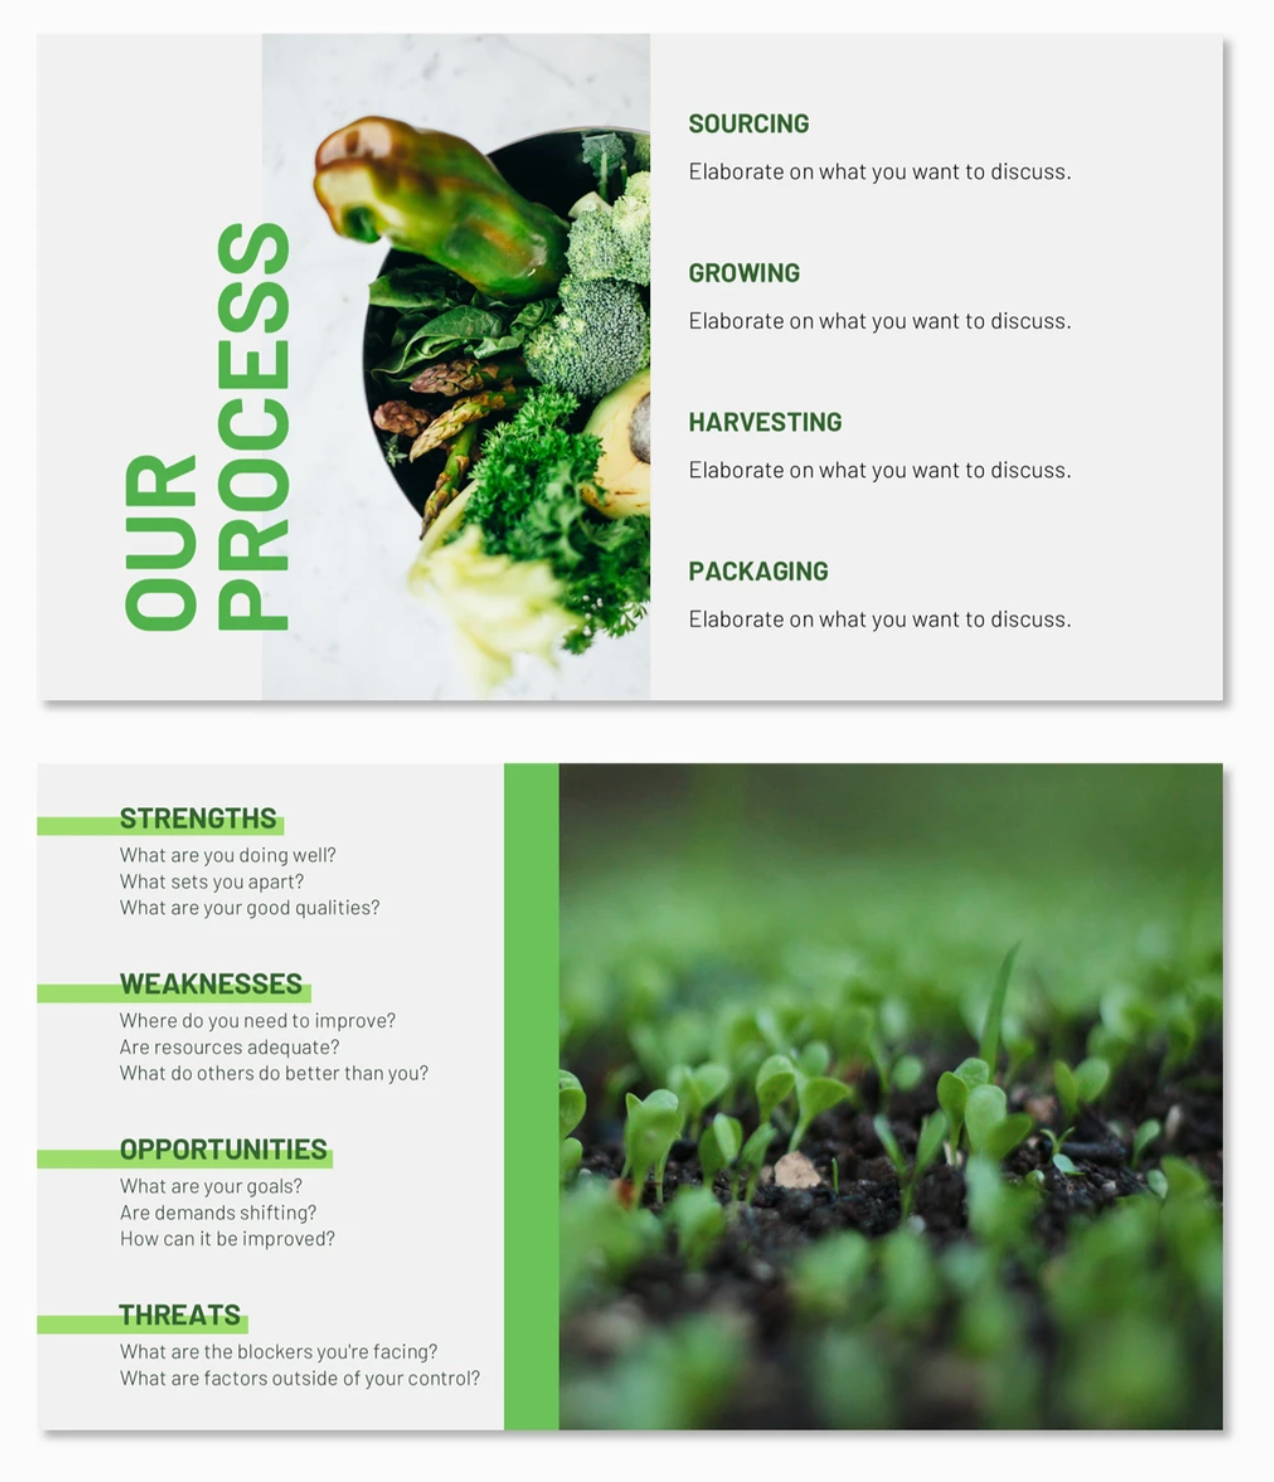 OUR
PROCESS
SOURCING
Elaborate on what you want to discuss.
GROWING
Elaborate on what you want to discuss.
HARVESTING
Elaborate on what you want to discuss.
PACKAGING
Elaborate on what you want to discuss.
STRENGTHS
What are you doing well?
What sets you apart?
What are your good qualities?
WEAKNESSES
Where do you need to improve?
Are resources adequate?
What do others do better than you?
OPPORTUNITIES
What are your goals?
Are demands shifting?
How can it be improved?
THREATS
What are the blockers you're facing?
What are factors outside of your control?